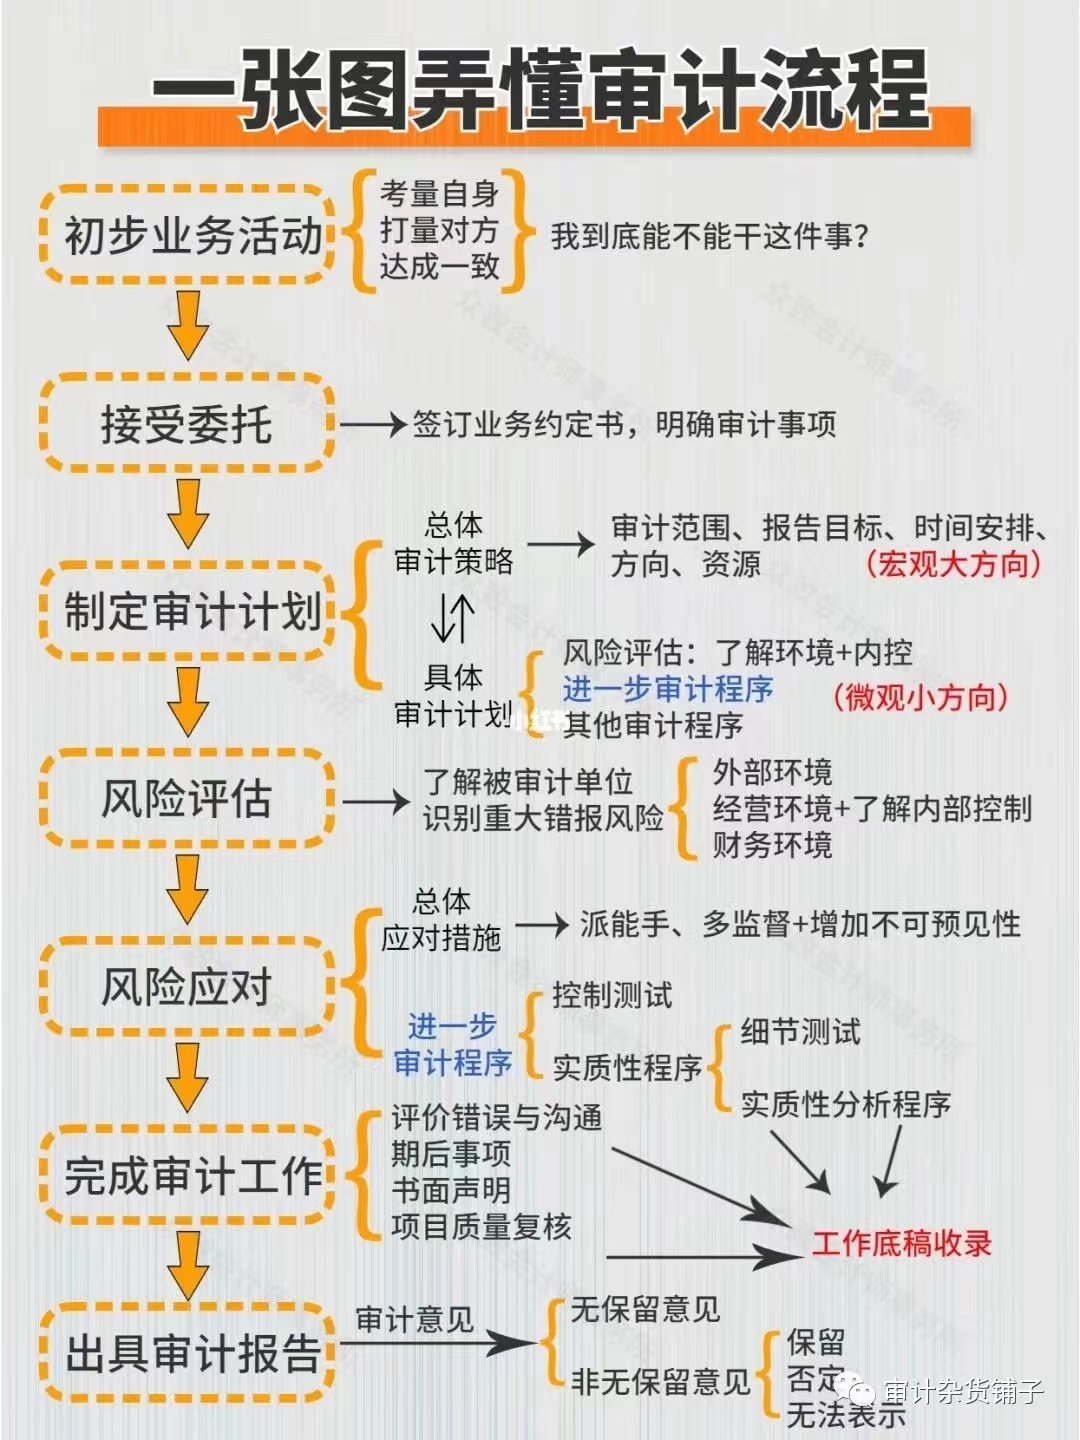 一张图弄懂审计流程
初步业务活动
考量自身
打量对方
达成一致
我到底能不能干这件事?
接受委托
签订业务约定书，明确审计事项
制定审计计划
总体
审计策略
审计范围、报告目标、时间安排、
方向、资源
（宏观大方向）
具体
审计计划
风险评估：了解环境+内控
进一步审计程序
（微观小方向）
其他审计程序
小红书
风险评估
了解被审计单位
识别重大错报风险
外部环境
经营环境+了解内部控制
财务环境
风险应对
总体
应对措施
派能手、多监督+增加不可预见性
进一步
审计程序
控制测试
实质性程序
细节测试
实质性分析程序
完成审计工作
评价错误与沟通
期后事项
书面声明
项目质量复核
工作底稿收录
出具审计报告
审计意见
无保留意见
非无保留意见
保留
否定
无法表示
审计杂货铺子
众致会计师事务所